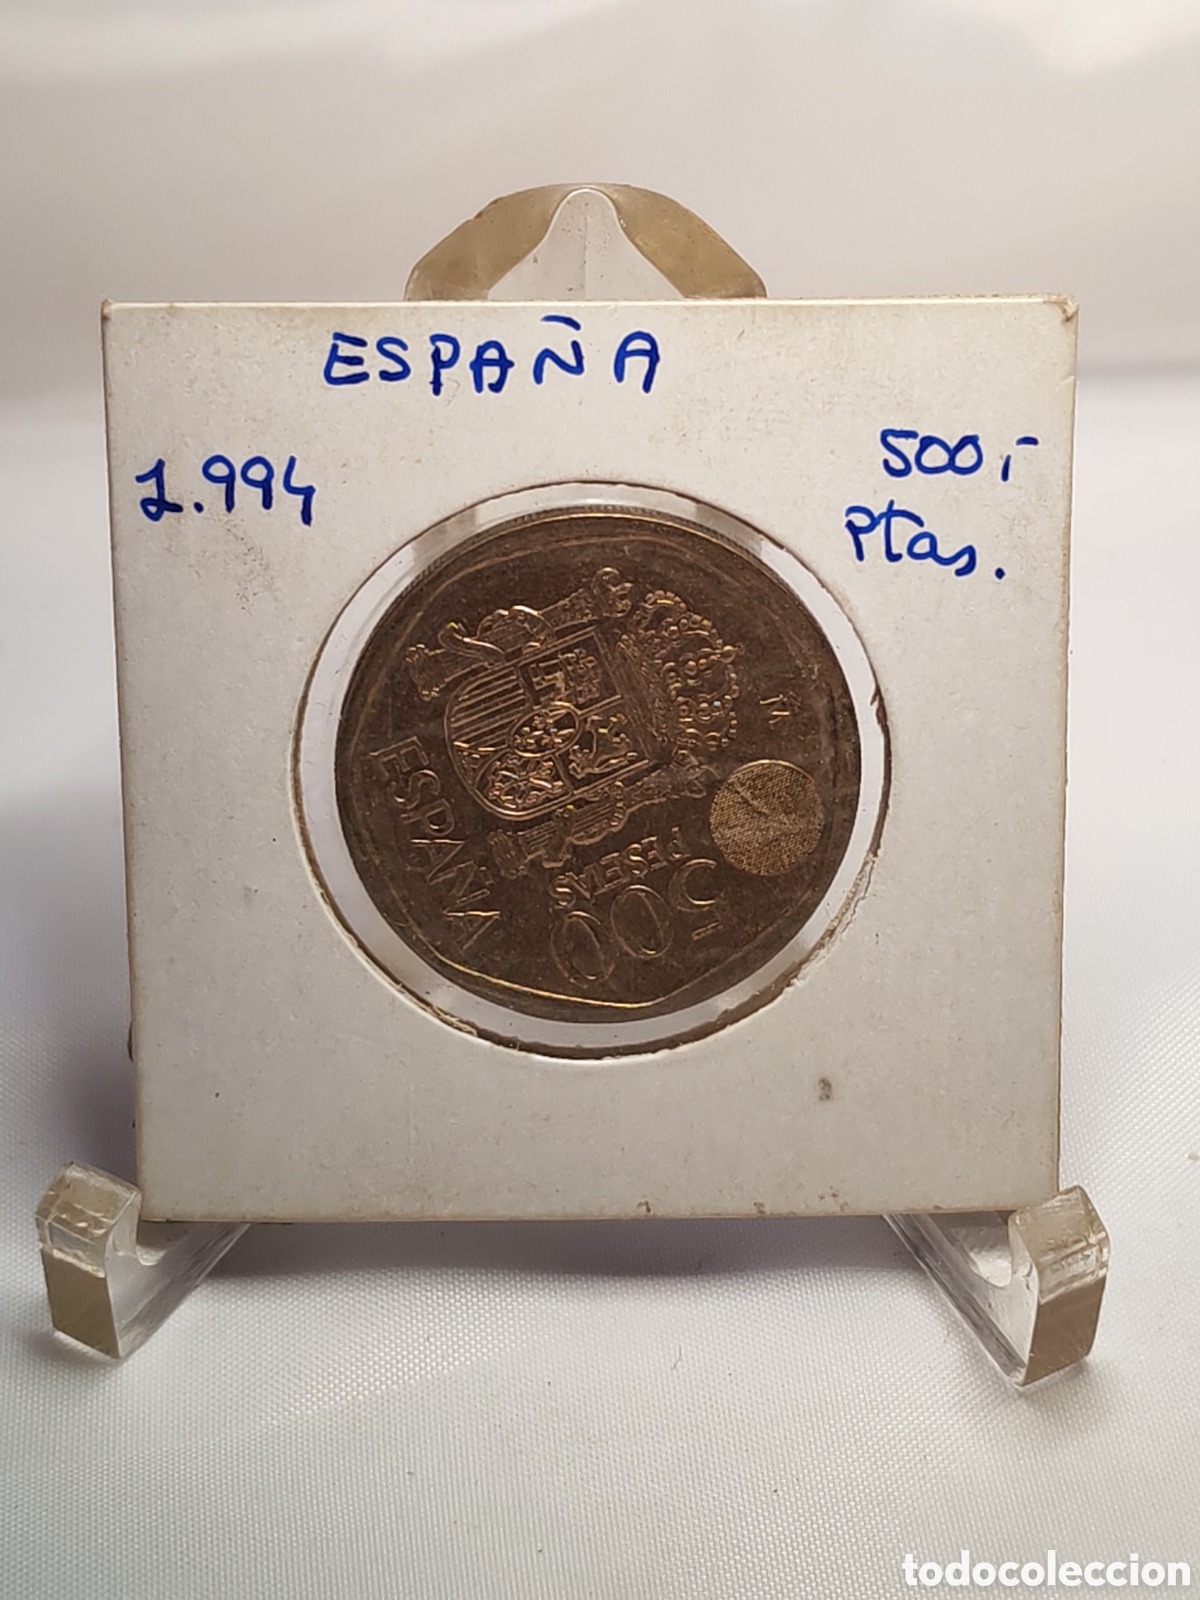 ESPAÑA
1.994
500,-
Ptas.
ESPAÑA
500
PESETAS
todocoleccion